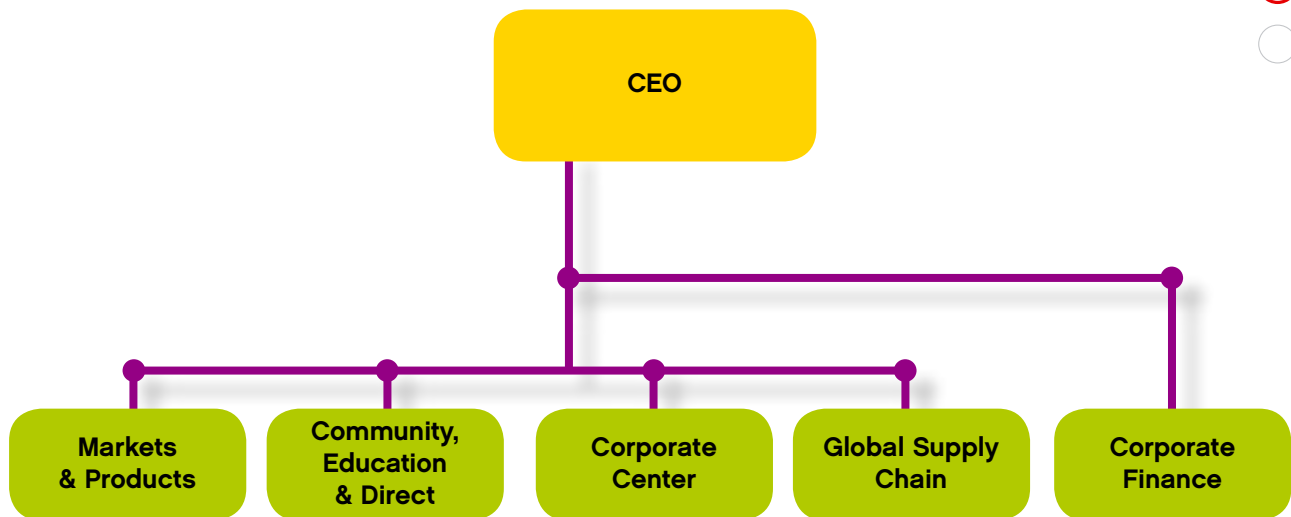 CEO
Markets
& Products
Community,
Education
& Direct
Corporate
Center
Global Supply
Chain
Corporate
Finance